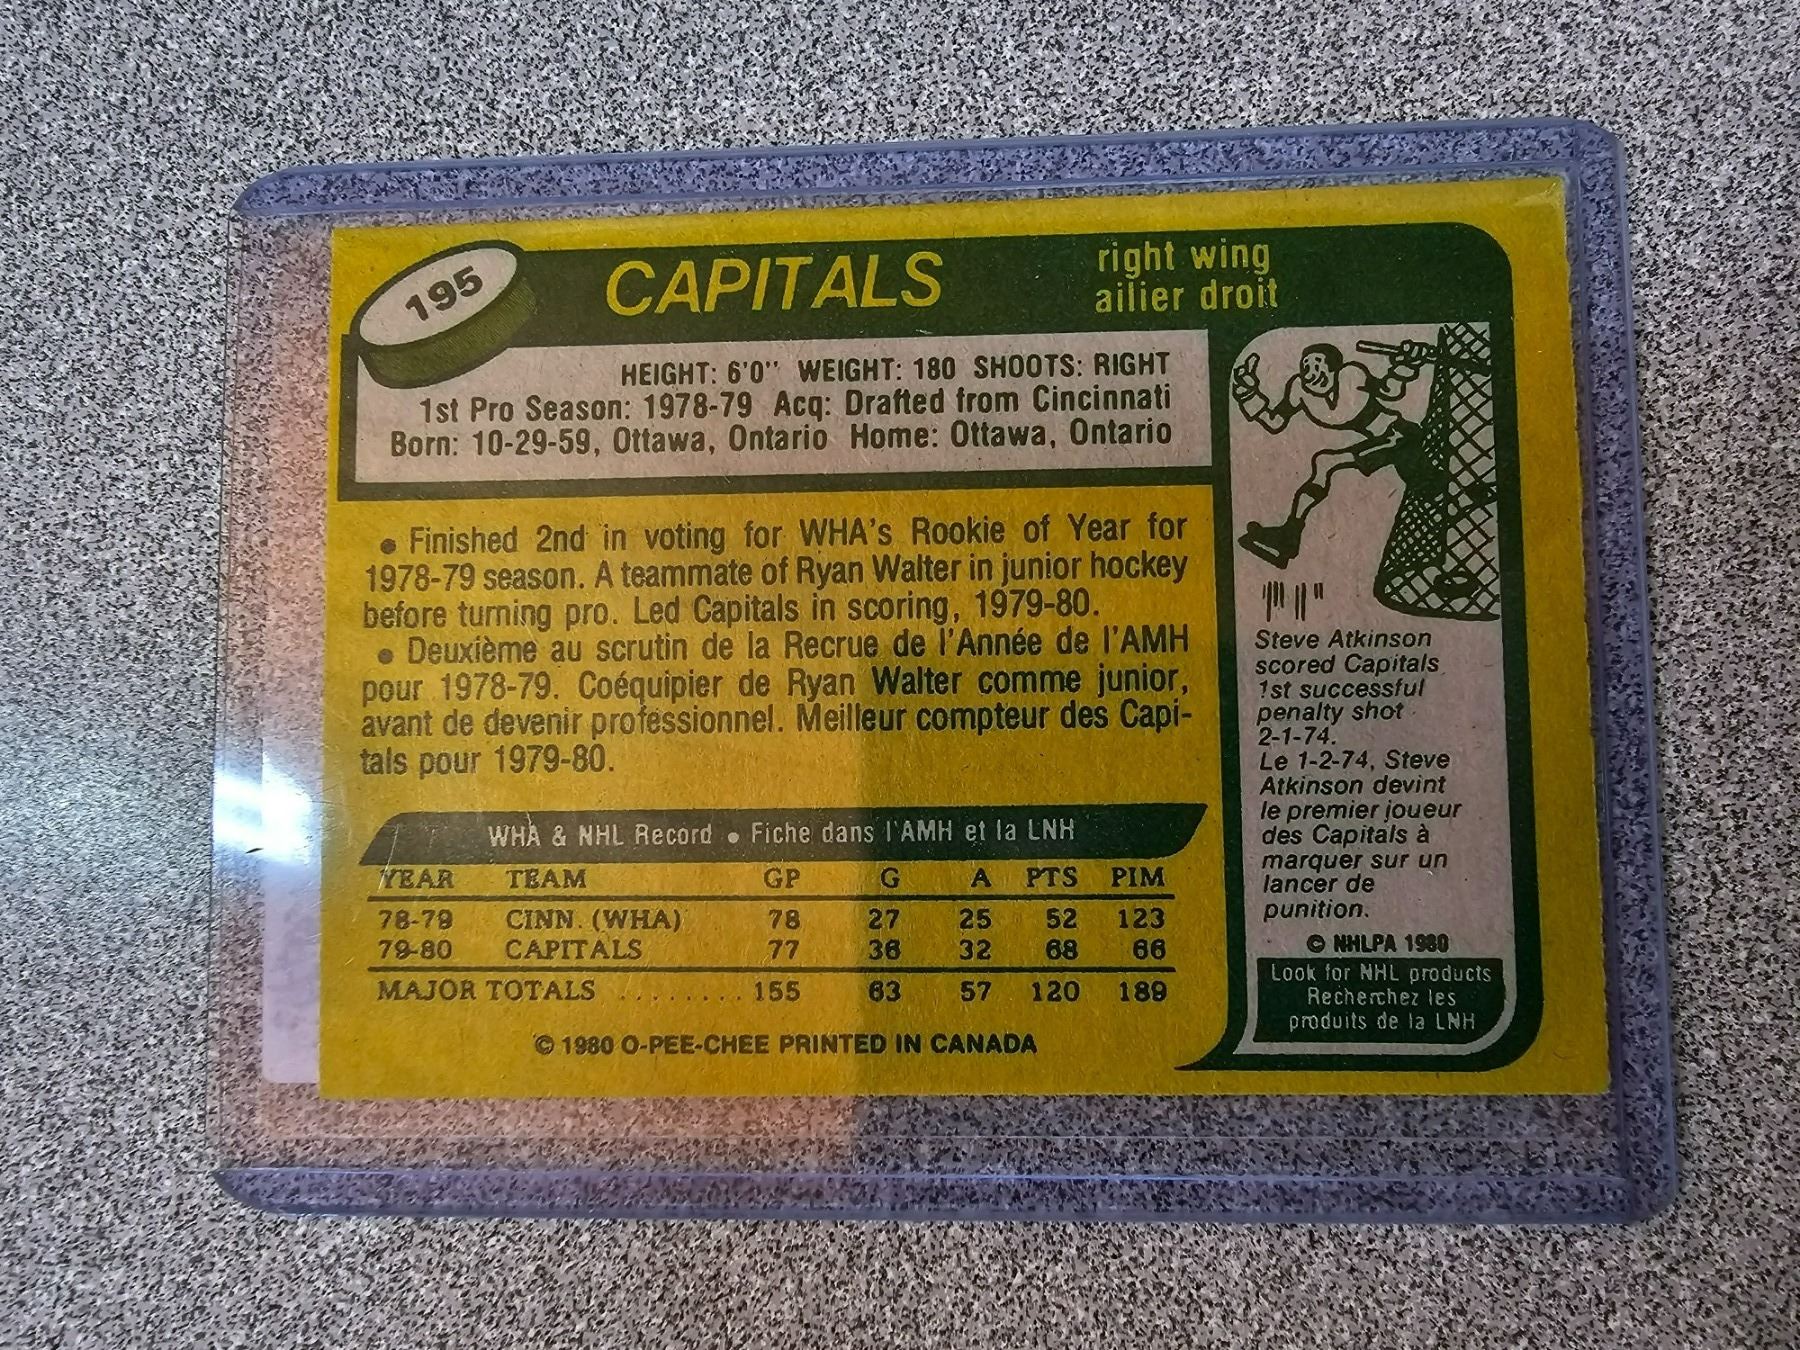 195
CAPITALS
right wing
ailier droit
HEIGHT: 6'0" WEIGHT: 180 SHOOTS: RIGHT
1st Pro Season: 1978-79 Acq: Drafted from Cincinnati
Born: 10-29-59, Ottawa, Ontario Home: Ottawa, Ontario
• Finished 2nd in voting for WHA's Rookie of Year for
1978-79 season. A teammate of Ryan Walter in junior hockey
before turning pro. Led Capitals in scoring, 1979-80.
• Deuxième au scrutin de la Recrue de l'Année de l'AMH
pour 1978-79. Coéquipier de Ryan Walter comme junior,
avant de devenir professionnel. Meilleur compteur des Capi-
tals pour 1979-80.
WHA & NHL Record • Fiche dans l'AMH et la LNH
YEAR TEAM GP G A PTS PIM
78-79 CINN. (WHA) 78 27 25 52 123
79-80 CAPITALS 77 36 32 68 66
MAJOR TOTALS ........ 155 63 57 120 189
© 1980 O-PEE-CHEE PRINTED IN CANADA
Steve Atkinson
scored Capitals
1st successful
penalty shot
2-1-74.
Le 1-2-74, Steve
Atkinson devint
le premier joueur
des Capitals à
marquer sur un
lancer de
punition.
© NHLPA 1980
Look for NHL products
Recherchez les
produits de la LNH